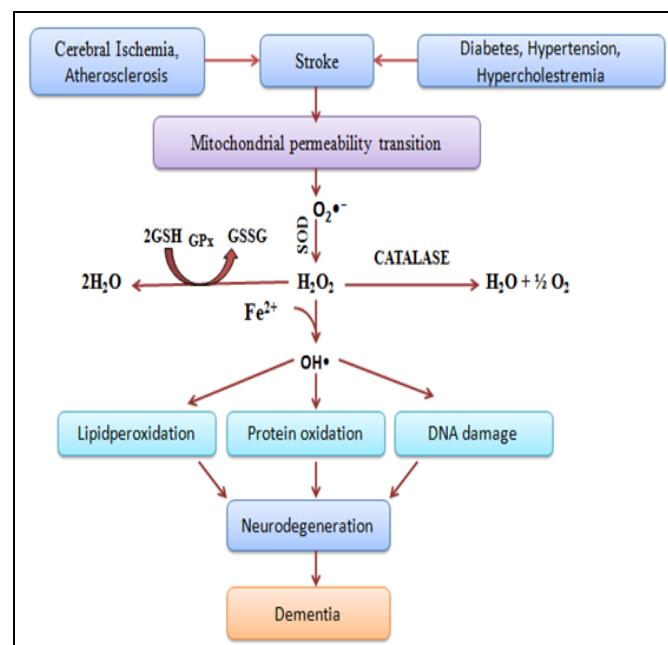 Cerebral Ischemia,
Atherosclerosis
Stroke
Diabetes, Hypertension,
Hypercholestremia
Mitochondrial permeability transition
O₂•⁻
SOD
2GSH GPx GSSG
CATALASE
2H₂O
H₂O₂
H₂O + ½ O₂
Fe²⁺
OH•
Lipidperoxidation
Protein oxidation
DNA damage
Neurodegeneration
Dementia